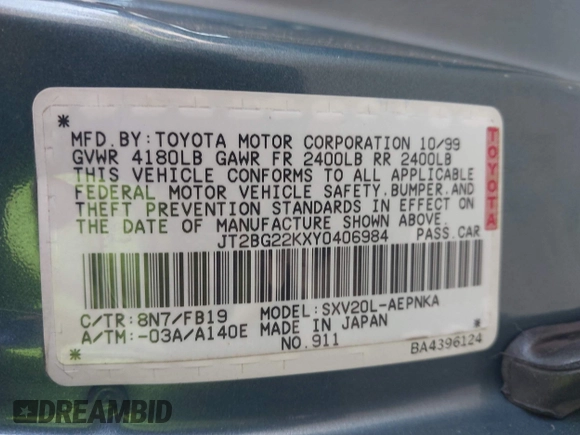 MFD.BY:TOYOTA MOTOR CORPORATION 10/99
GVWR 4180LB GAWR FR 2400LB RR 2400LB
THIS VEHICLE CONFORMS TO ALL APPLICABLE
FEDERAL MOTOR VEHICLE SAFETY,BUMPER,AND
THEFT PREVENTION STANDARDS IN EFFECT ON
THE DATE OF MANUFACTURE SHOWN ABOVE.
TOYOTA
JT2BG22KXY0406984 PASS.CAR
C/TR:8N7/FB19 MODEL:SXV20L-AEPNKA
A/TM:-03A/A140E MADE IN JAPAN
NO.911
BA4396124
DREAMBID